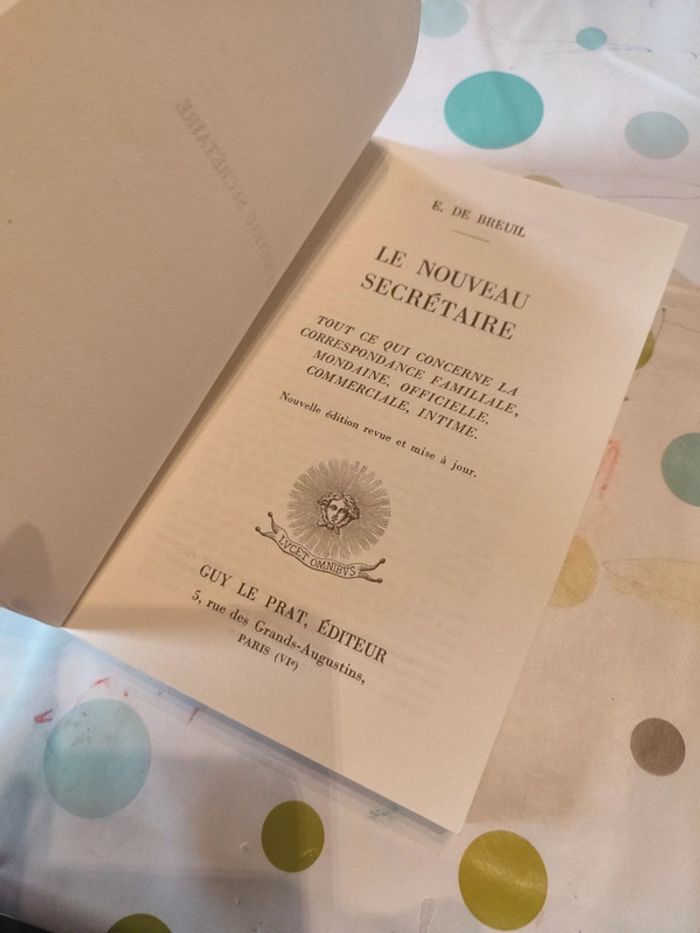 E. DE BREUIL
LE NOUVEAU
SECRÉTAIRE
TOUT CE QUI CONCERNE LA
CORRESPONDANCE FAMILIALE,
MONDAINE, OFFICIELLE,
COMMERCIALE, INTIME.
Nouvelle édition revue et mise à jour.
LVCET OMNIBVS
GUY LE PRAT, ÉDITEUR
5, rue des Grands-Augustins,
PARIS (VIe)